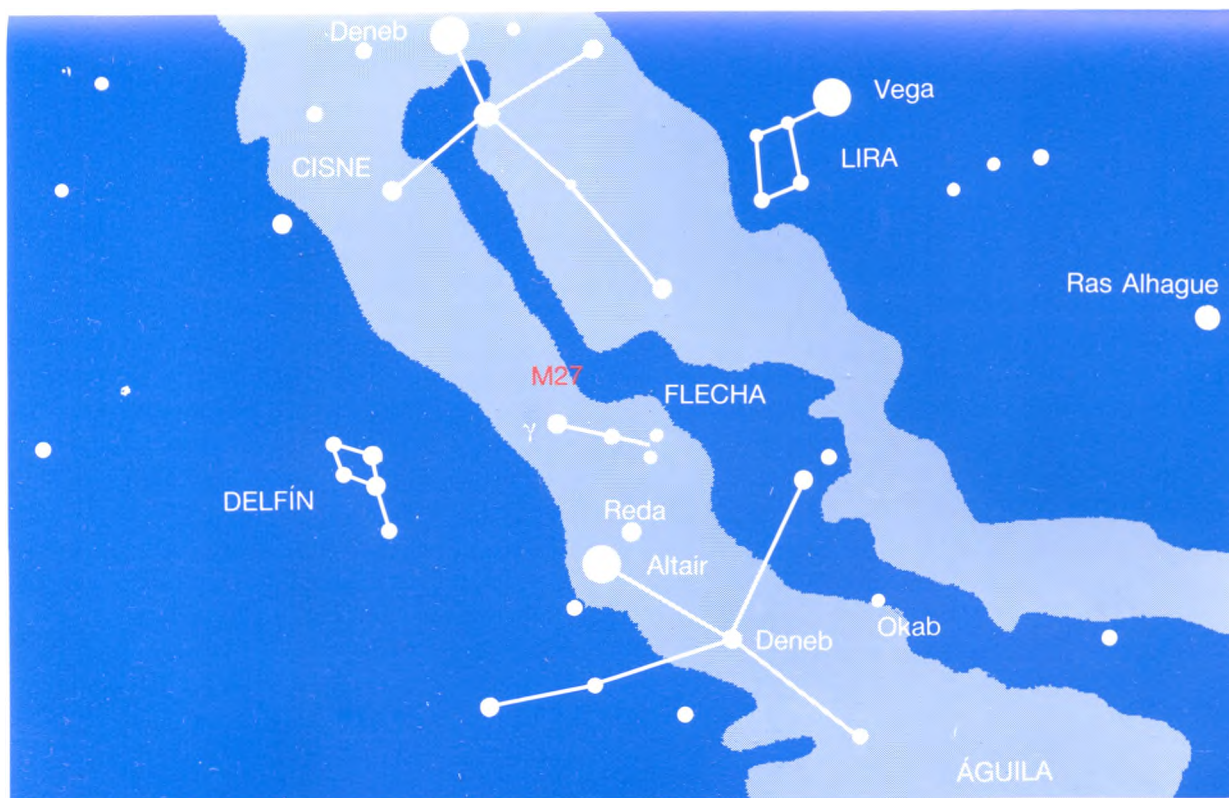 Deneb
Vega
CISNE
LIRA
Ras Alhague
M27
FLECHA
γ
DELFÍN
Reda
Altair
Deneb
Okab
ÁGUILA